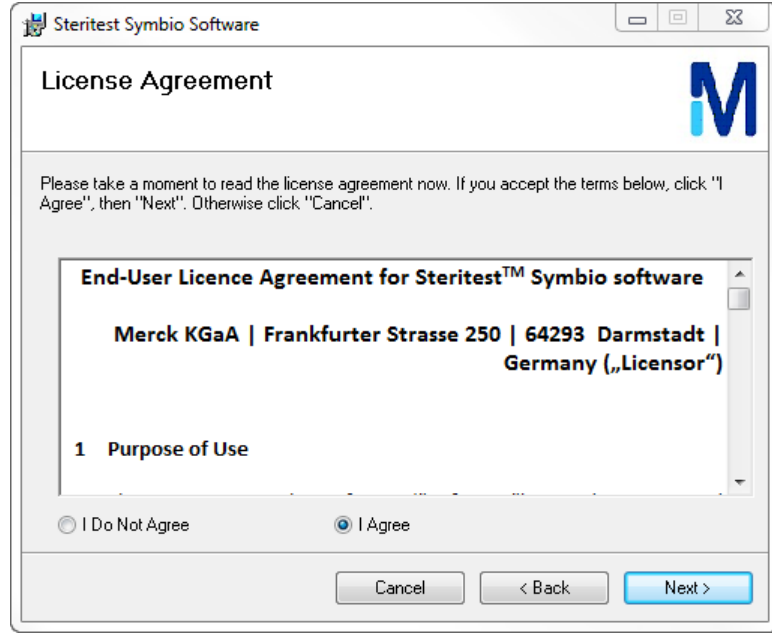 Steritest Symbio Software
License Agreement
M
Please take a moment to read the license agreement now. If you accept the terms below, click "I
Agree", then "Next". Otherwise click "Cancel".
End-User Licence Agreement for Steritest™ Symbio software
Merck KGaA | Frankfurter Strasse 250 | 64293 Darmstadt |
Germany („Licensor“)
1 Purpose of Use
I Do Not Agree
I Agree
Cancel
< Back
Next >